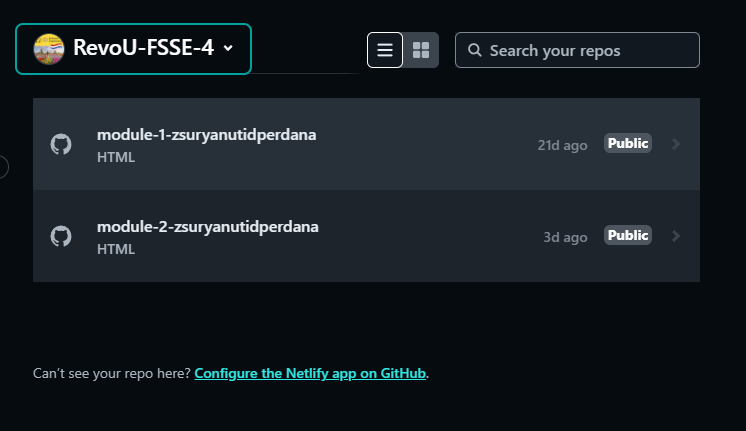 RevoU-FSSE-4
Search your repos
module-1-zsuryanutidperdana
HTML
21d ago
Public
module-2-zsuryanutidperdana
HTML
3d ago
Public
Can't see your repo here? Configure the Netlify app on GitHub.